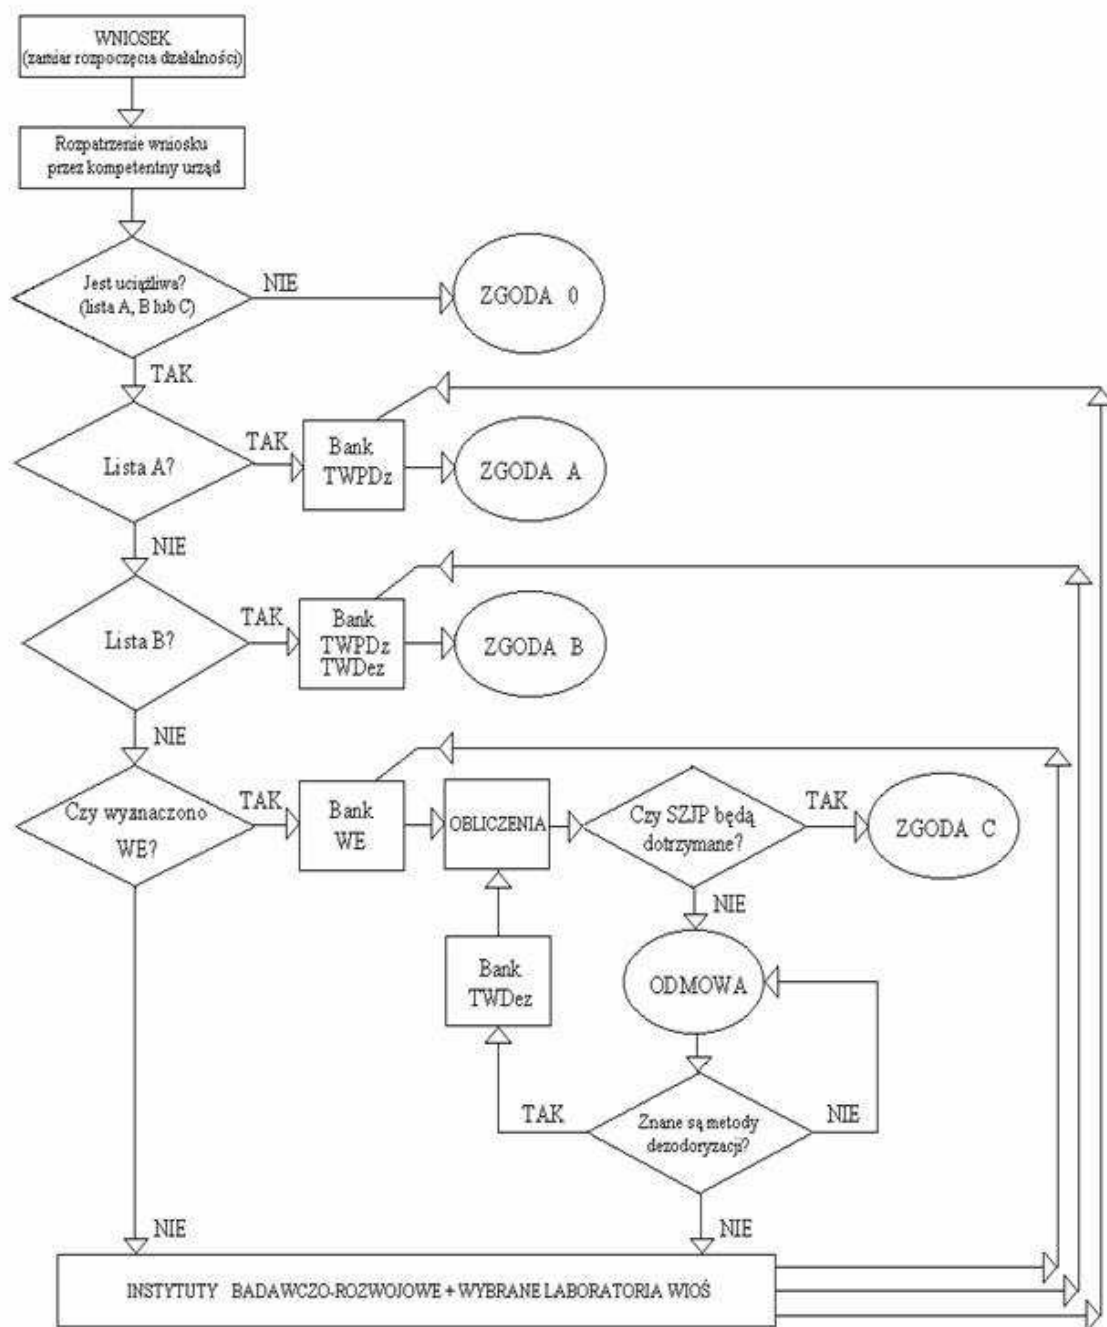 WNIOSEK
(zamiar rozpoczęcia działalności)
Rozpatrzenie wniosku
przez kompetentny urząd
Jest uciążliwa?
(lista A, B lub C)
NIE
ZGODA 0
TAK
Lista A?
TAK
Bank
TWPDz
ZGODA A
NIE
Lista B?
TAK
Bank
TWPDz
TWDez
ZGODA B
NIE
Czy wyznaczono
WE?
TAK
Bank
WE
OBLICZENIA
Czy SZJP będą
dotrzymane?
TAK
ZGODA C
NIE
Bank
TWDez
ODMOWA
TAK
Znane są metody
dezodoryzacji?
NIE
NIE
NIE
INSTYTUTY BADAWCZO-ROZWOJOWE + WYBRANE LABORATORIA WIOŚ